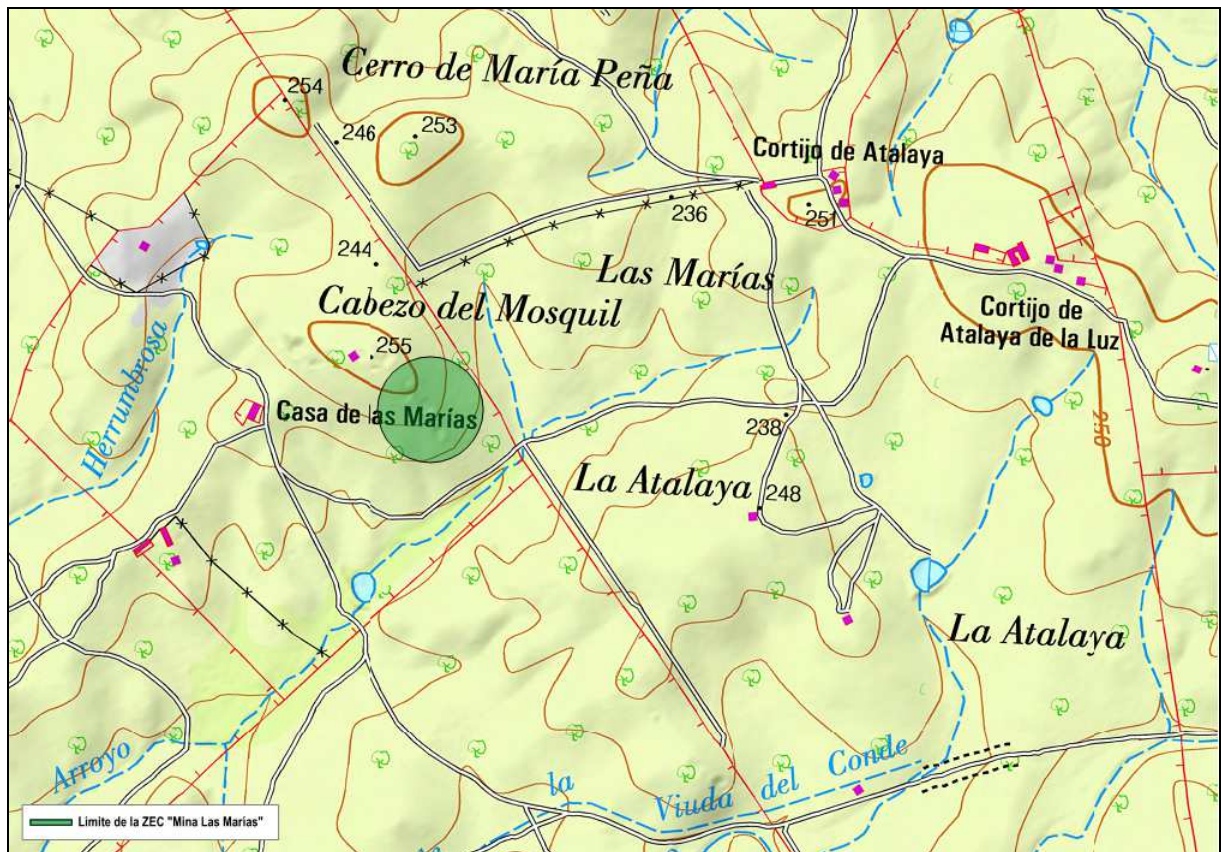 Cerro de María Peña
254
246
253
Cortijo de Atalaya
236
251
244
Las Marías
Cabezo del Mosquil
Cortijo de
Atalaya de la Luz
255
Herrumbrosa
Casa de las Marías
238
250
La Atalaya
248
La Atalaya
Arroyo
la
Viuda del Conde
Limite de la ZEC "Mina Las Marias"